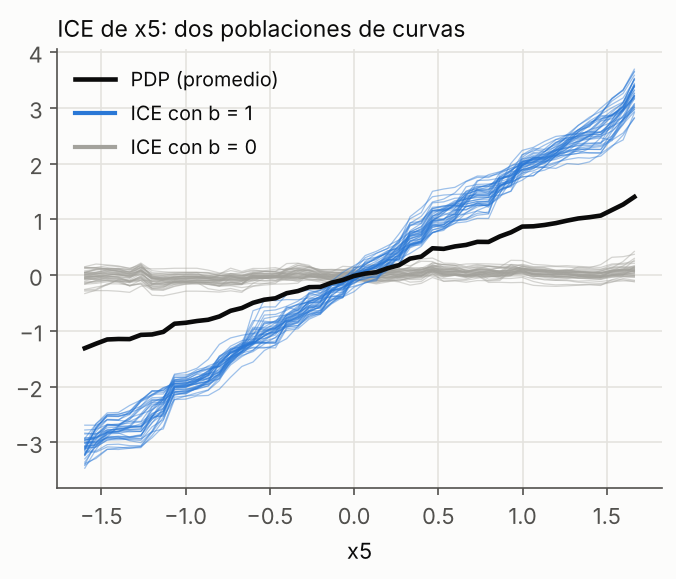 ICE de x5: dos poblaciones de curvas
4
PDP (promedio)
3
ICE con b = 1
ICE con b = 0
2
1
0
−1
−2
−3
−1.5 −1.0 −0.5 0.0 0.5 1.0 1.5
x5